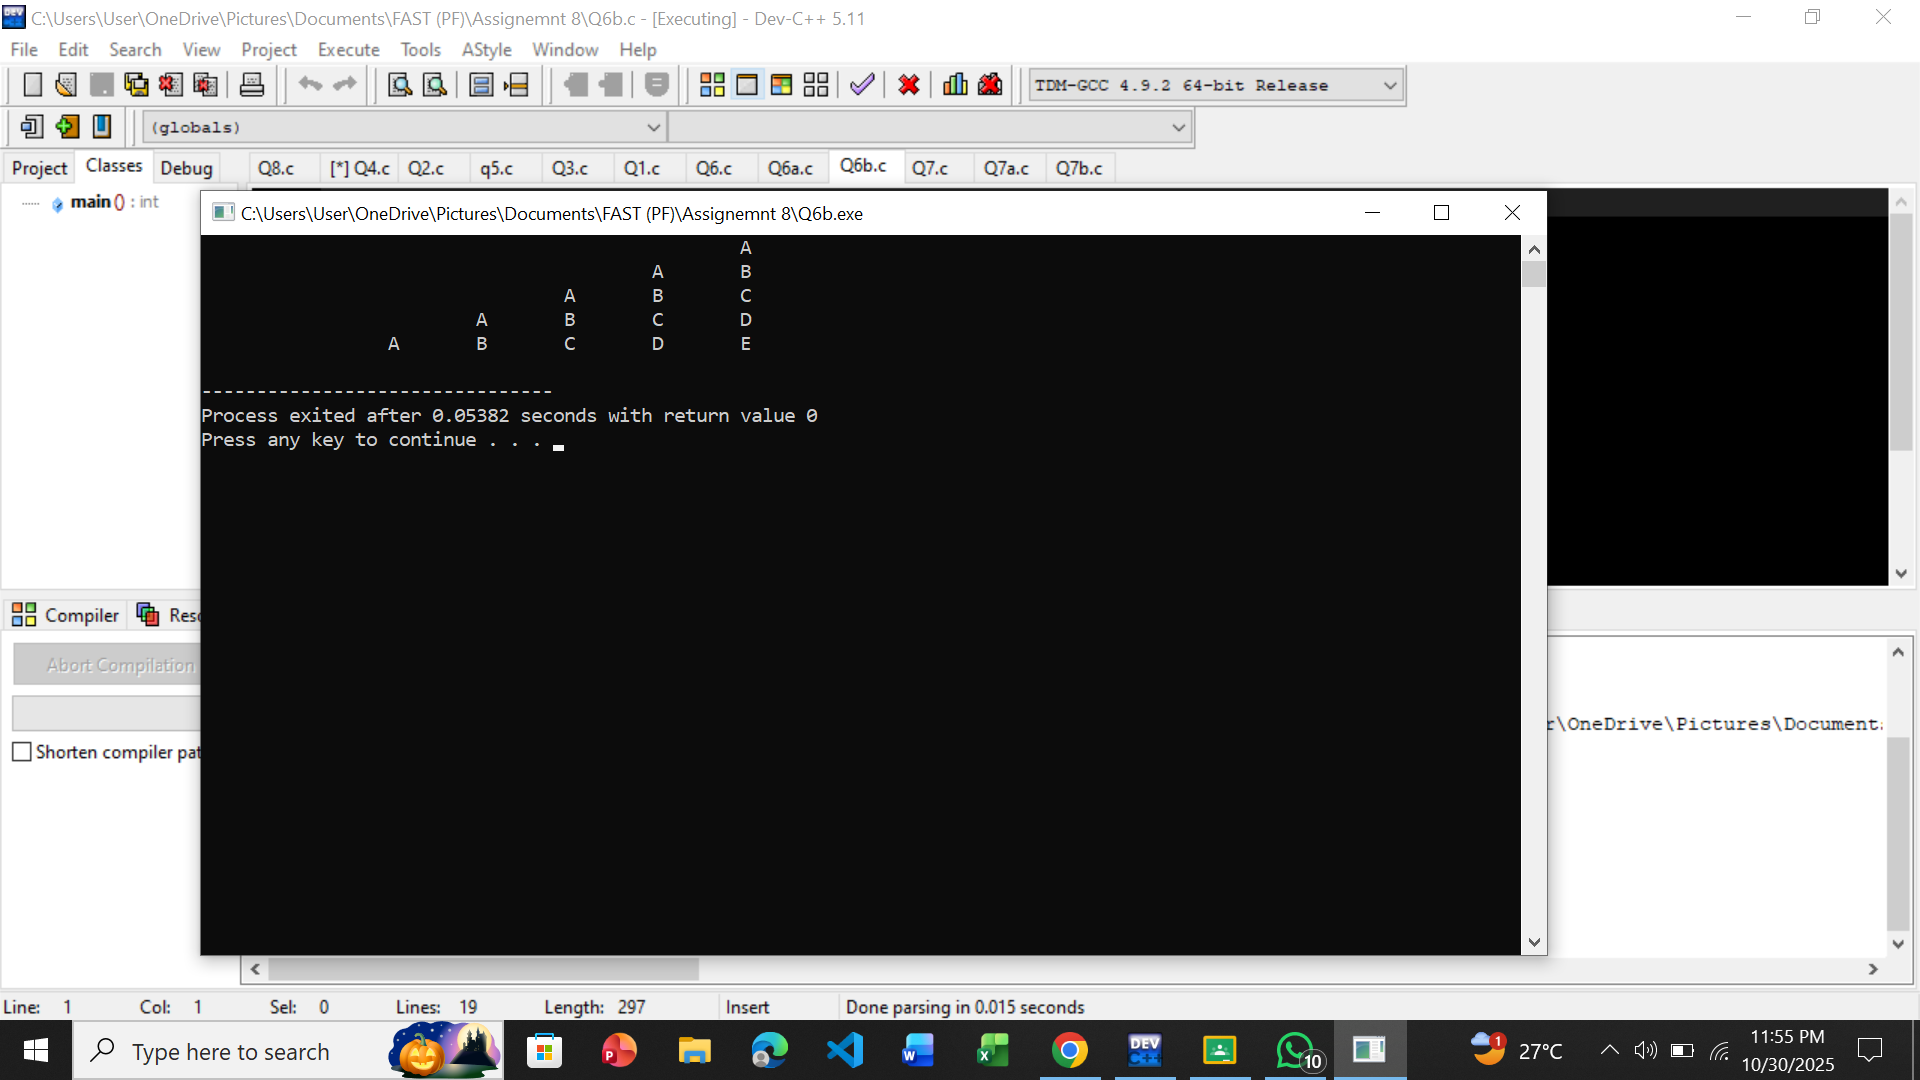 C:\Users\User\OneDrive\Pictures\Documents\FAST (PF)\Assignemnt 8\Q6b.c - [Executing] - Dev-C++ 5.11
File Edit Search View Project Execute Tools AStyle Window Help
TDM-GCC 4.9.2 64-bit Release
(globals)
Project Classes Debug Q8.c [*] Q4.c Q2.c q5.c Q3.c Q1.c Q6.c Q6a.c Q6b.c Q7.c Q7a.c Q7b.c
main () : int
C:\Users\User\OneDrive\Pictures\Documents\FAST (PF)\Assignemnt 8\Q6b.exe
A
A B
A B C
A B C D
A B C D E
--------------------------------
Process exited after 0.05382 seconds with return value 0
Press any key to continue . . .
Compiler
Abort Compilation
r\OneDrive\Pictures\Document
Shorten compiler
Line: 1 Col: 1 Sel: 0 Lines: 19 Length: 297 Insert Done parsing in 0.015 seconds
Type here to search
DEV C++
10
1
27°C
11:55 PM
10/30/2025